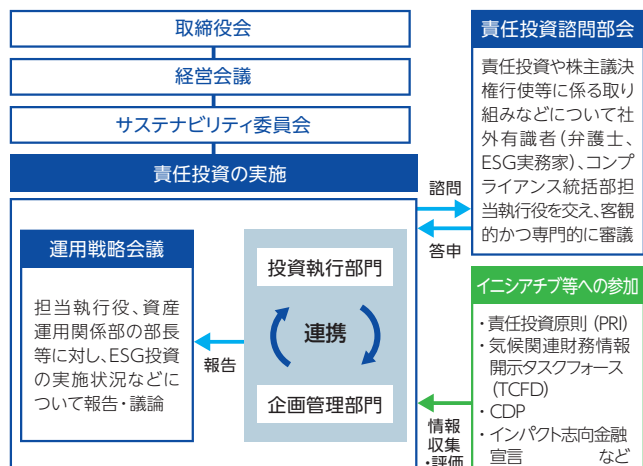 取締役会
経営会議
サステナビリティ委員会
責任投資の実施
運用戦略会議
担当執行役、資産
運用関係部の部長
等に対し、ESG投資
の実施状況などに
ついて報告・議論
報告
投資執行部門
連携
企画管理部門
諮問
答申
責任投資諮問部会
責任投資や株主議決
権行使等に係る取り
組みなどについて社
外有識者(弁護士、
ESG実務家)、コンプ
ライアンス統括部担
当執行役を交え、客観
的かつ専門的に審議
イニシアチブ等への参加
・責任投資原則 (PRI)
・気候関連財務情報
開示タスクフォース
(TCFD)
・CDP
・インパクト志向金融
宣言 など
情報
収集
・評価